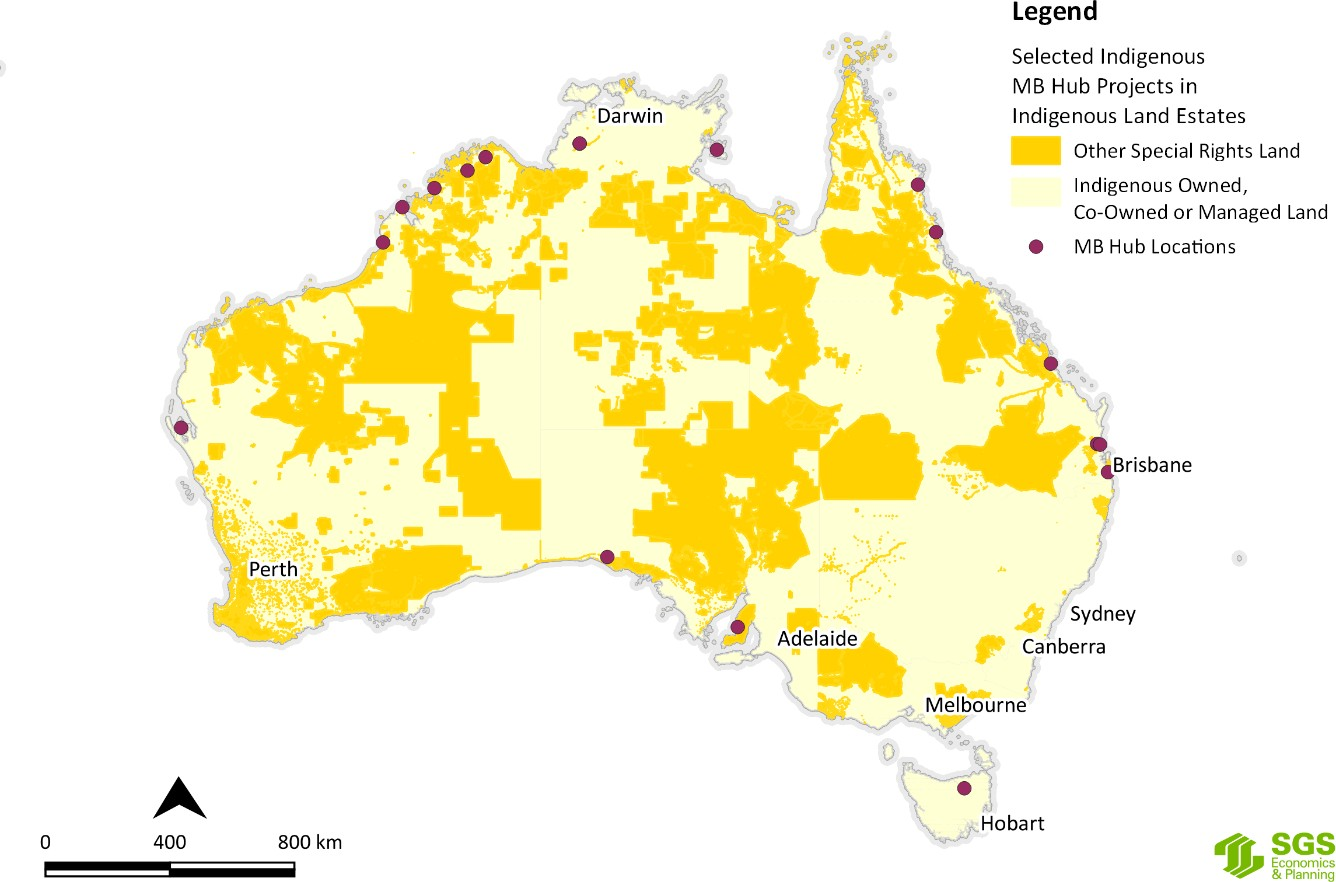 Legend
Selected Indigenous
MB Hub Projects in
Indigenous Land Estates
Other Special Rights Land
Indigenous Owned,
Co-Owned or Managed Land
MB Hub Locations
Darwin
Brisbane
Perth
Sydney
Adelaide
Canberra
Melbourne
Hobart
0 400 800 km
SGS
Economics
& Planning